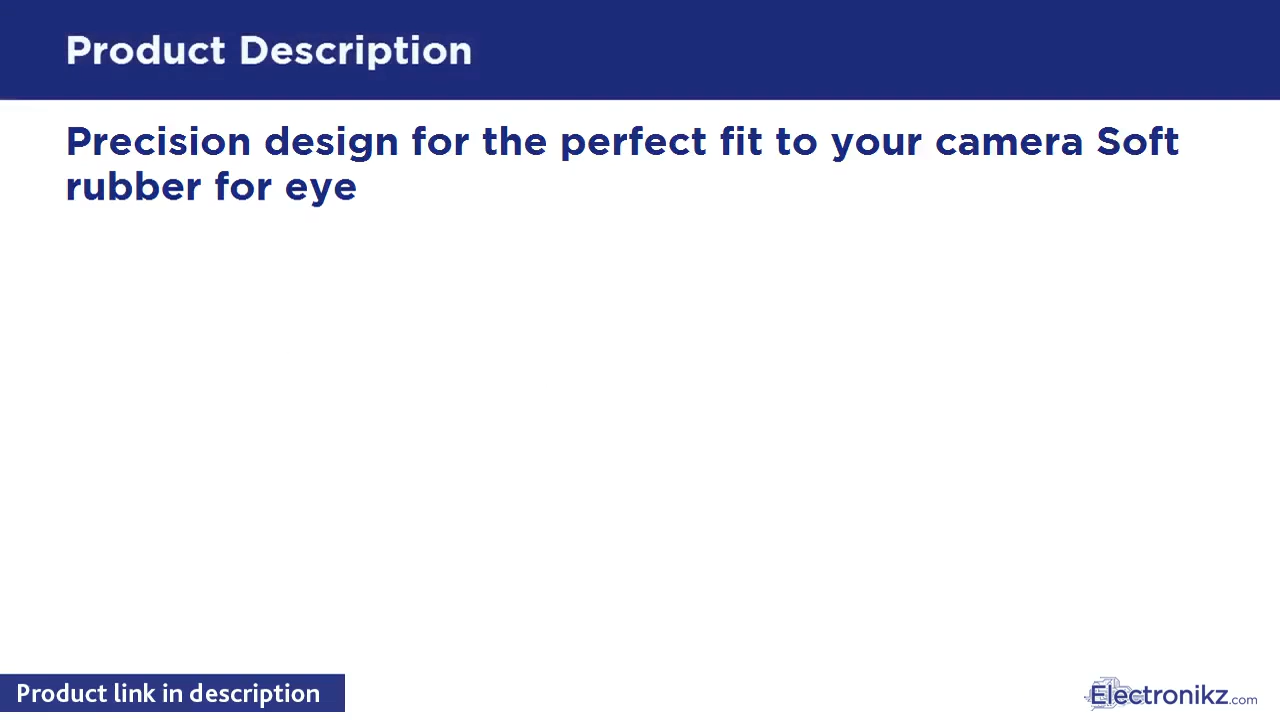 Product Description
Precision design for the perfect fit to your camera Soft
rubber for eye
Product link in description
Electronikz.com